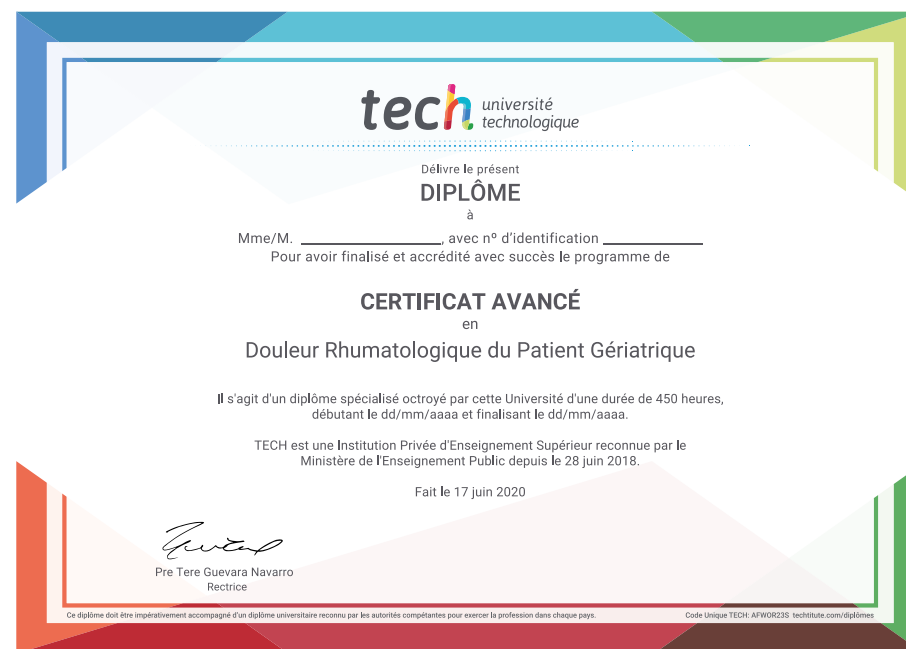 tech université
technologique
Délivre le présent
DIPLÔME
à
Mme/M. ____________________, avec nº d'identification ______________
Pour avoir finalisé et accrédité avec succès le programme de
CERTIFICAT AVANCÉ
en
Douleur Rhumatologique du Patient Gériatrique
Il s'agit d'un diplôme spécialisé octroyé par cette Université d'une durée de 450 heures,
débutant le dd/mm/aaaa et finalisant le dd/mm/aaaa.
TECH est une Institution Privée d'Enseignement Supérieur reconnue par le
Ministère de l'Enseignement Public depuis le 28 juin 2018.
Fait le 17 juin 2020
Pre Tere Guevara Navarro
Rectrice
Ce diplôme doit être impérativement accompagné d'un diplôme universitaire reconnu par les autorités compétantes pour exercer la profession dans chaque pays. Code Unique TECH: AFWOR23S techtitute.com/diplômes